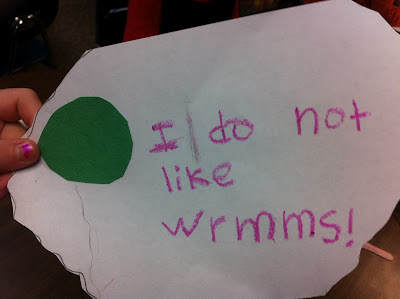 I do not
like
wrmms!